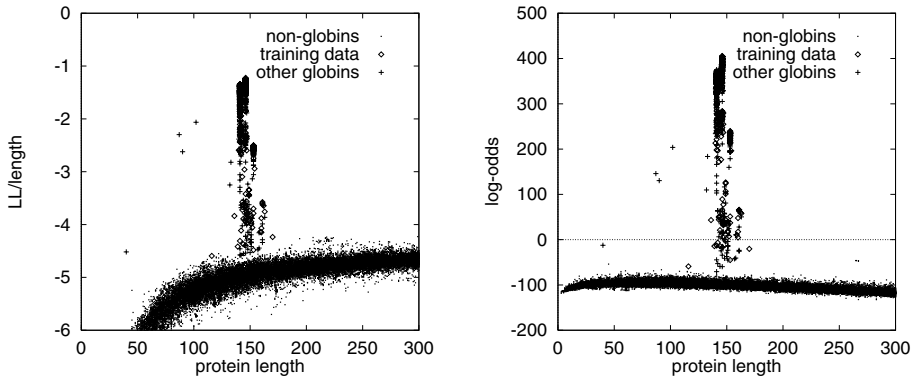 0
-1
-2
-3
-4
-5
-6
LL/length
non-globins
training data
other globins
0 50 100 150 200 250 300
protein length
500
400
300
200
100
0
-100
-200
log-odds
non-globins
training data
other globins
0 50 100 150 200 250 300
protein length